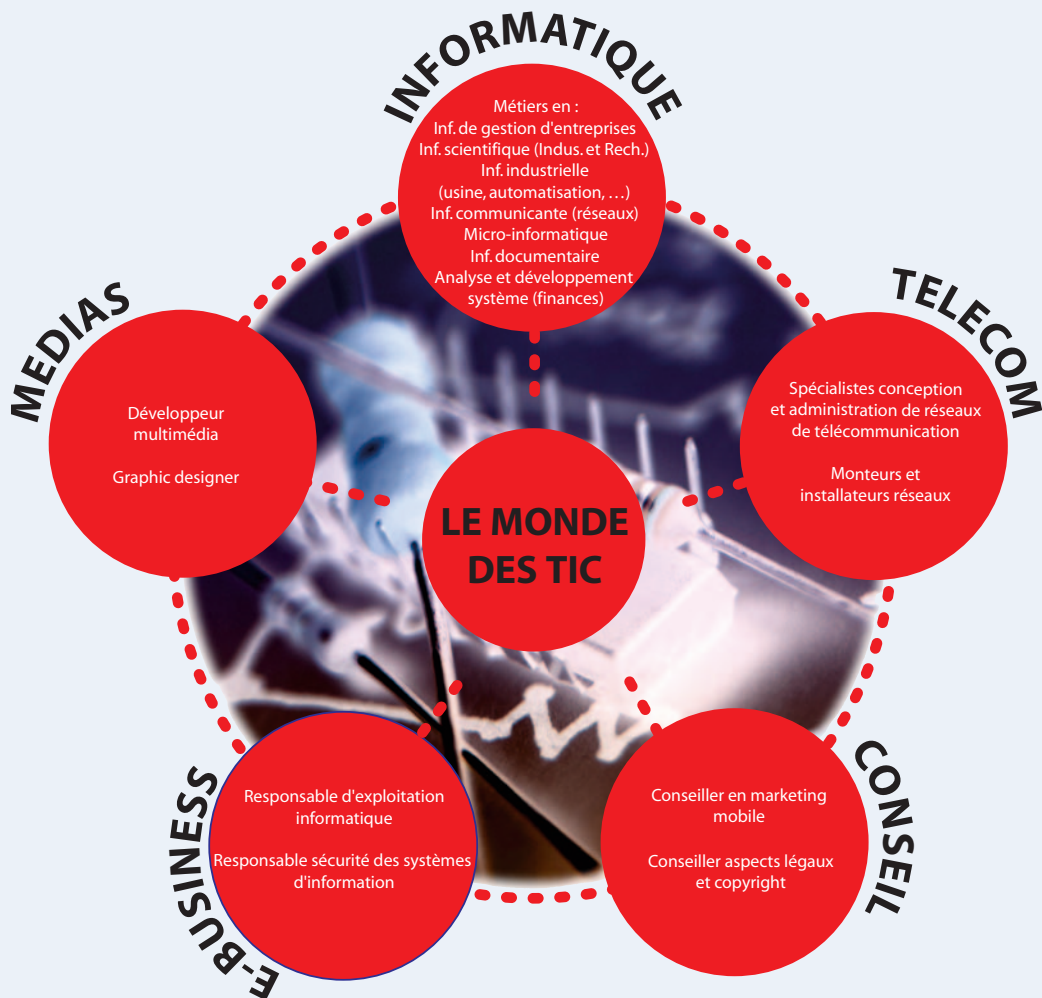 INFORMATIQUE
Métiers en :
Inf. de gestion d'entreprises
Inf. scientifique (Indus. et Rech.)
Inf. industrielle
(usine, automatisation, ...)
Inf. communicante (réseaux)
Micro-informatique
Inf. documentaire
Analyse et développement
système (finances)
TELECOM
Spécialistes conception
et administration de réseaux
de télécommunication
Monteurs et
installateurs réseaux
MEDIAS
Développeur
multimédia
Graphic designer
LE MONDE
DES TIC
CONSEIL
Conseiller en marketing
mobile
Conseiller aspects légaux
et copyright
E-BUSINESS
Responsable d'exploitation
informatique
Responsable sécurité des systèmes
d'information